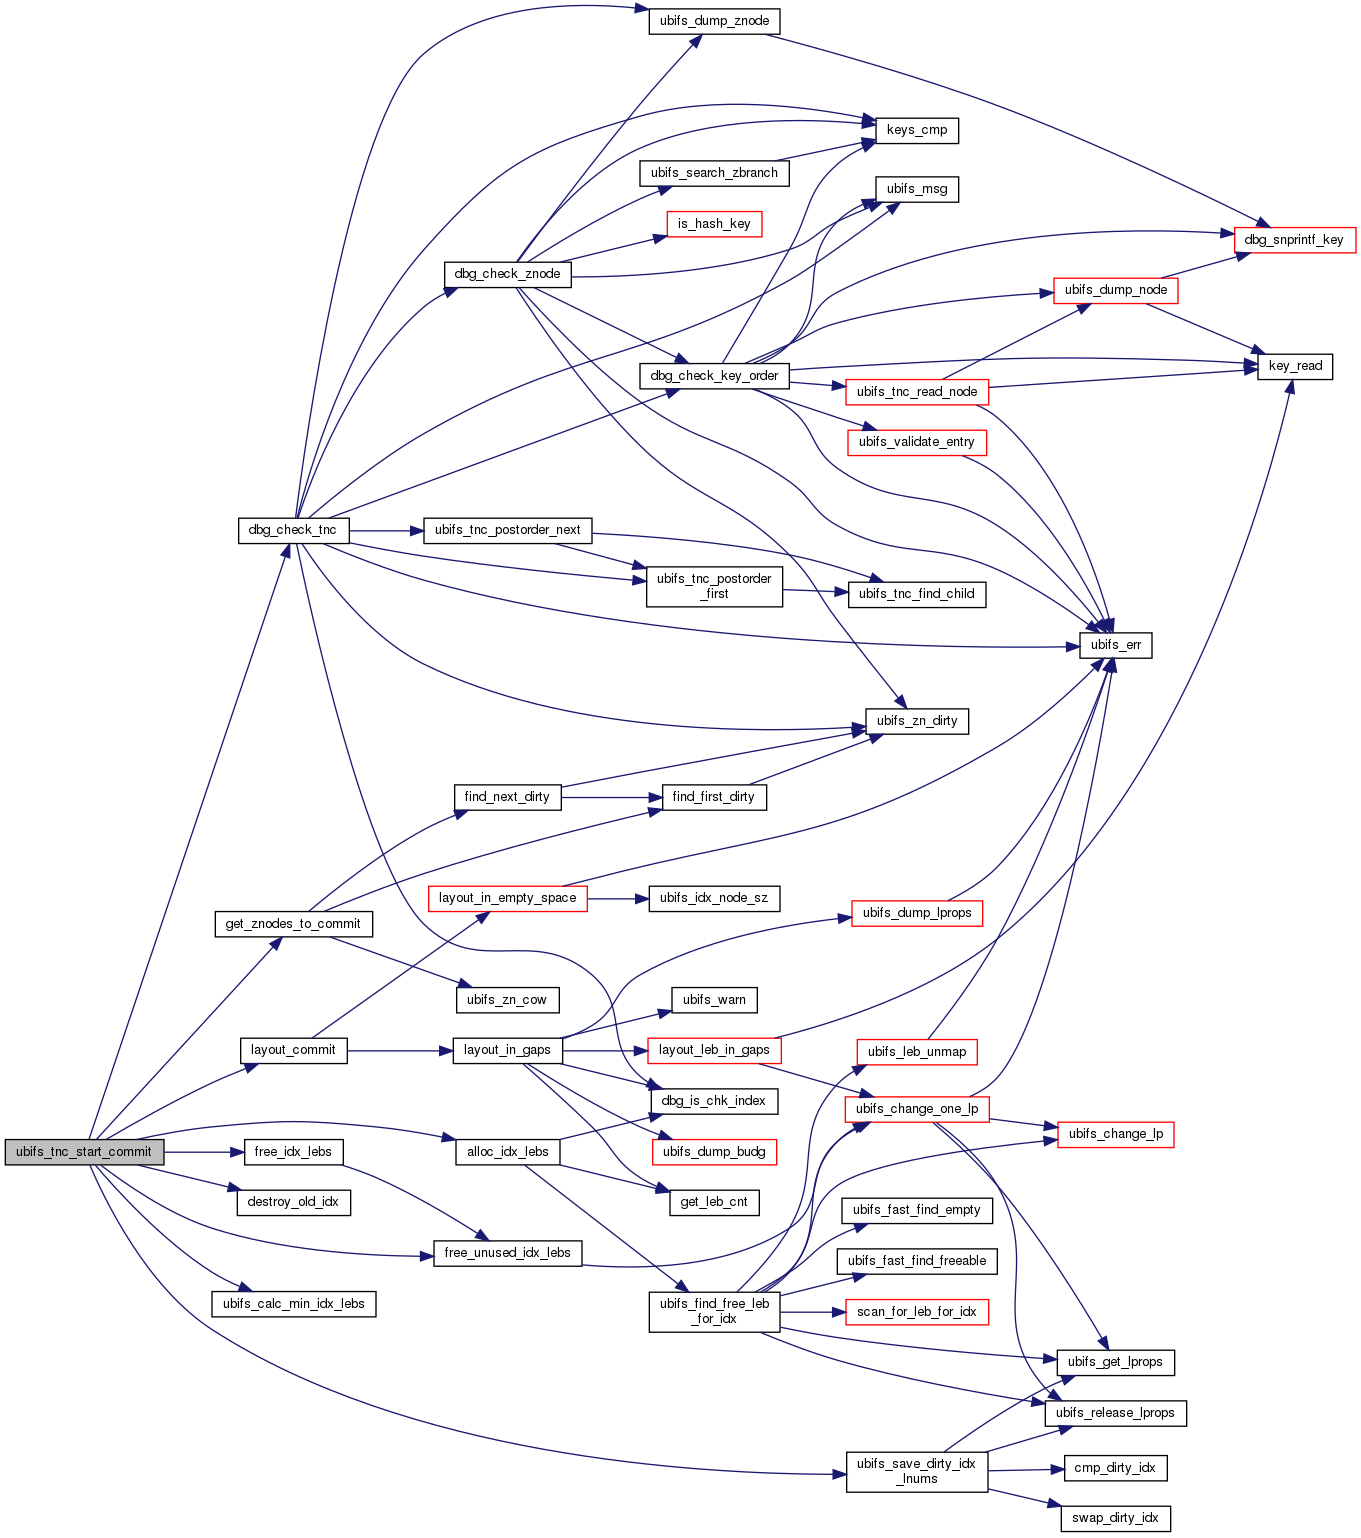 ubifs_dump_znode
keys_cmp
ubifs_search_zbranch
ubifs_msg
is_hash_key
dbg_snprintf_key
dbg_check_znode
ubifs_dump_node
key_read
dbg_check_key_order
ubifs_tnc_read_node
ubifs_validate_entry
dbg_check_tnc
ubifs_tnc_postorder_next
ubifs_tnc_postorder
_first
ubifs_tnc_find_child
ubifs_err
ubifs_zn_dirty
find_next_dirty
find_first_dirty
layout_in_empty_space
ubifs_idx_node_sz
ubifs_dump_lprops
get_znodes_to_commit
ubifs_zn_cow
ubifs_warn
layout_commit
layout_in_gaps
layout_leb_in_gaps
ubifs_leb_unmap
dbg_is_chk_index
ubifs_change_one_lp
ubifs_change_lp
ubifs_tnc_start_commit
free_idx_lebs
alloc_idx_lebs
ubifs_dump_budg
destroy_old_idx
get_leb_cnt
ubifs_fast_find_empty
free_unused_idx_lebs
ubifs_fast_find_freeable
ubifs_calc_min_idx_lebs
ubifs_find_free_leb
_for_idx
scan_for_leb_for_idx
ubifs_get_lprops
ubifs_release_lprops
ubifs_save_dirty_idx
_lnums
cmp_dirty_idx
swap_dirty_idx